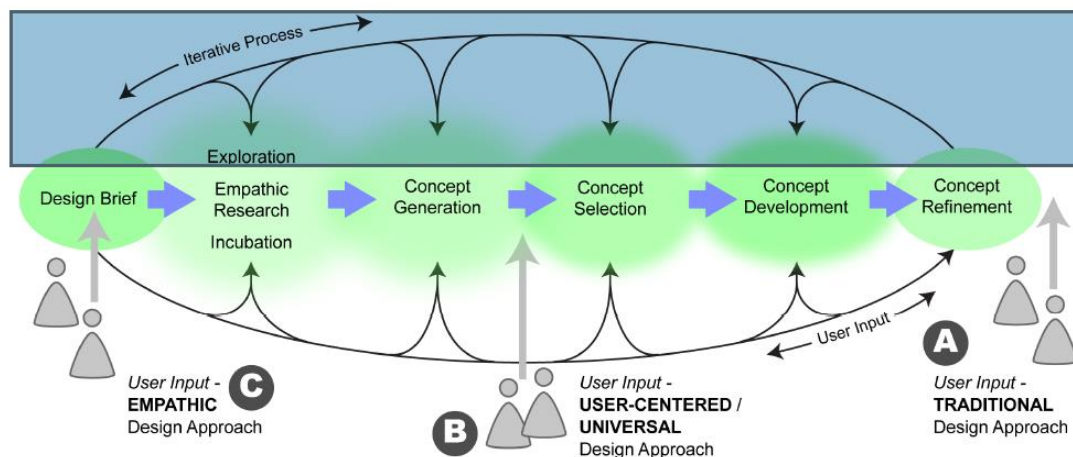 Iterative Process
Design Brief
Exploration
Empathic
Research
Incubation
Concept
Generation
Concept
Selection
Concept
Development
Concept
Refinement
User Input
User Input -
EMPATHIC
Design Approach
C
B
User Input -
USER-CENTERED /
UNIVERSAL
Design Approach
A
User Input -
TRADITIONAL
Design Approach